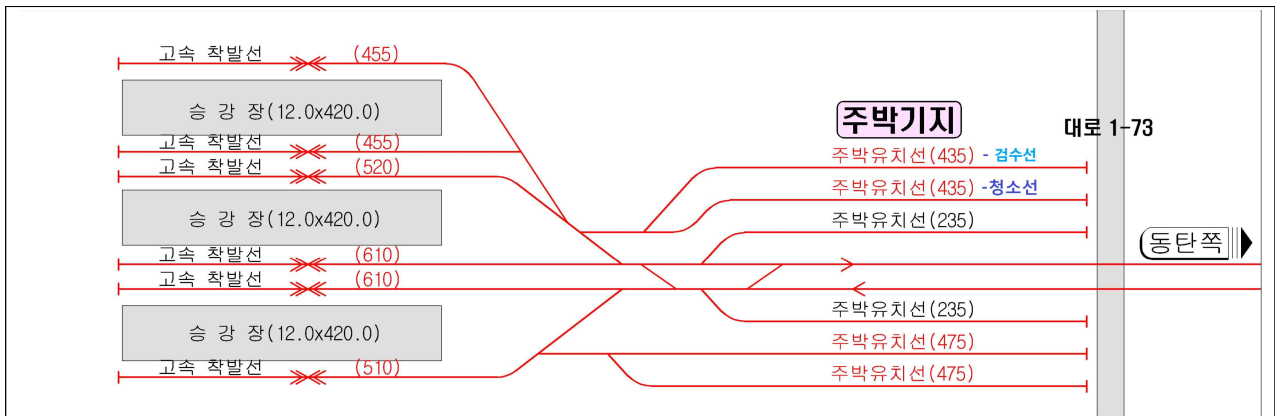 고속 착발선 (455)
승 강 장(12.0x420.0)
주박기지
대로 1-73
고속 착발선 (455)
주박유치선(435) - 검수선
고속 착발선 (520)
주박유치선(435) -청소선
승 강 장(12.0x420.0)
주박유치선(235)
동탄쪽
고속 착발선 (610)
고속 착발선 (610)
주박유치선(235)
승 강 장(12.0x420.0)
주박유치선(475)
고속 착발선 (510)
주박유치선(475)